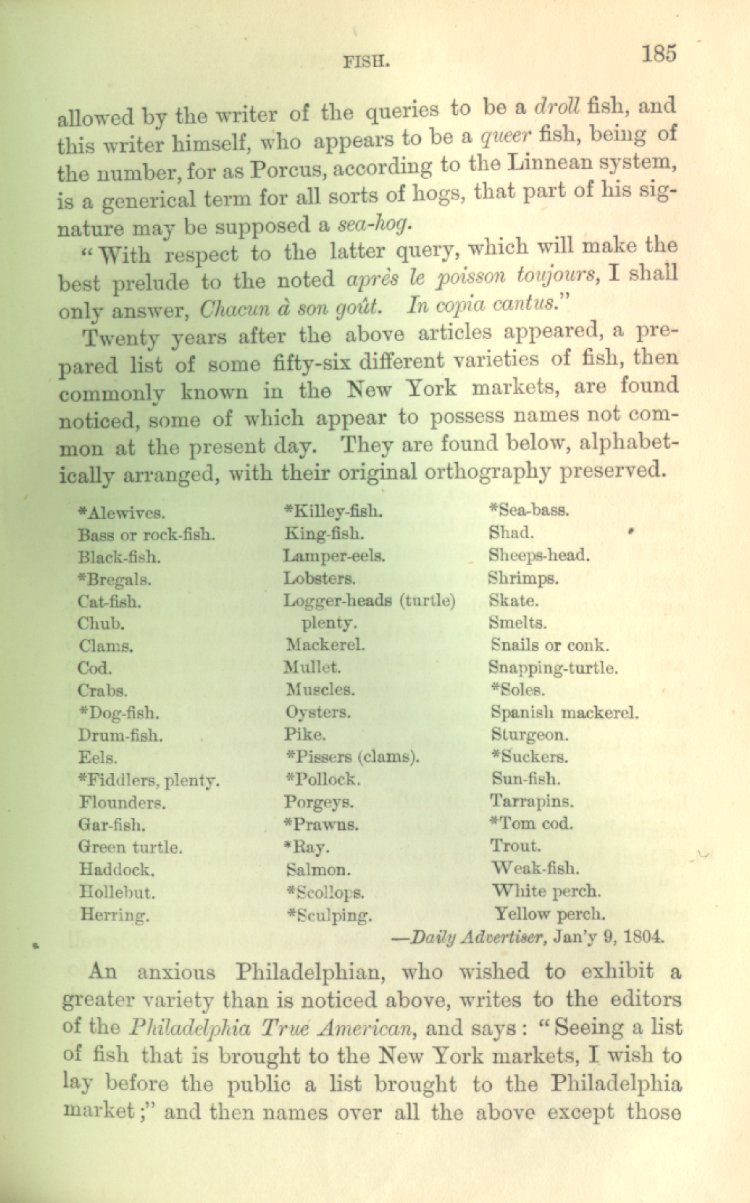 FISH.
185
allowed by the writer of the queries to be a droll fish, and
this writer himself, who appears to be a queer fish, being of
the number, for as Porcus, according to the Linnean system,
is a generical term for all sorts of hogs, that part of his sig-
nature may be supposed a sea-hog.
"With respect to the latter query, which will make the
best prelude to the noted après le poisson toujours, I shall
only answer, Chacun à son goût. In copia cantus."
Twenty years after the above articles appeared, a pre-
pared list of some fifty-six different varieties of fish, then
commonly known in the New York markets, are found
noticed, some of which appear to possess names not com-
mon at the present day. They are found below, alphabet-
ically arranged, with their original orthography preserved.
*Alewives.
Bass or rock-fish.
Black-fish.
*Bregals.
Cat-fish.
Chub.
Clams.
Cod.
Crabs.
*Dog-fish.
Drum-fish.
Eels.
*Fiddlers, plenty.
Flounders.
Gar-fish.
Green turtle.
Haddock.
Hollebut.
Herring.
*Killey-fish.
King-fish.
Lamper-eels.
Lobsters.
Logger-heads (turtle)
plenty.
Mackerel.
Mullet.
Muscles.
Oysters.
Pike.
*Pissers (clams).
*Pollock.
Porgeys.
*Prawns.
*Ray.
Salmon.
*Scollops.
*Sculping.
*Sea-bass.
Shad.
Sheeps-head.
Shrimps.
Skate.
Smelts.
Snails or conk.
Snapping-turtle.
*Soles.
Spanish mackerel.
Sturgeon.
*Suckers.
Sun-fish.
Tarrapins.
*Tom cod.
Trout.
Weak-fish.
White perch.
Yellow perch.
—Daily Advertiser, Jan'y 9, 1804.
An anxious Philadelphian, who wished to exhibit a
greater variety than is noticed above, writes to the editors
of the Philadelphia True American, and says: "Seeing a list
of fish that is brought to the New York markets, I wish to
lay before the public a list brought to the Philadelphia
market;" and then names over all the above except those